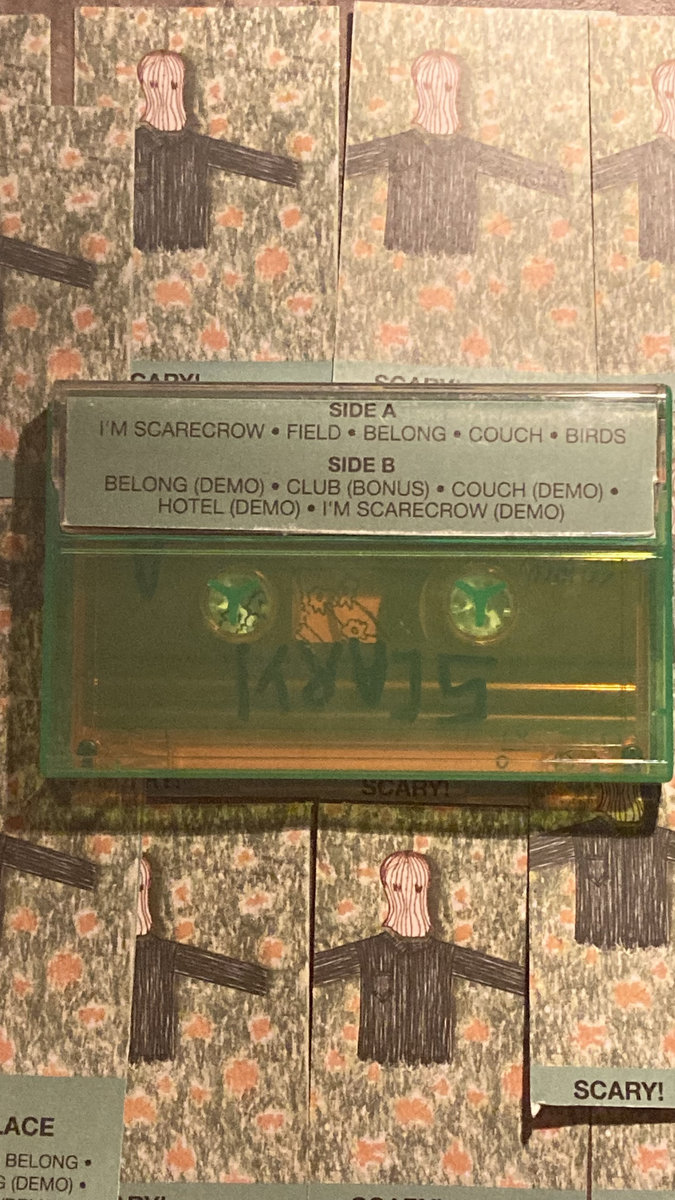 SCARY!
SCARY!
SIDE A
I'M SCARECROW • FIELD • BELONG • COUCH • BIRDS
SIDE B
BELONG (DEMO) • CLUB (BONUS) • COUCH (DEMO) •
HOTEL (DEMO) • I'M SCARECROW (DEMO)
SCARY!
SCARY!
SCARY!
LACE
BELONG •
(DEMO) •